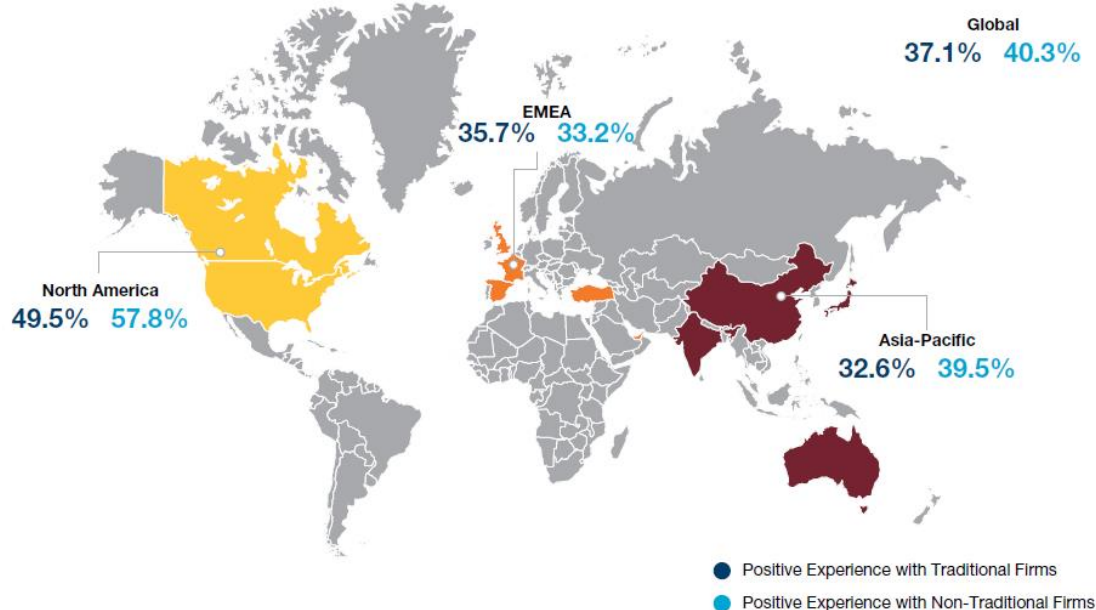 Global
37.1% 40.3%
EMEA
35.7% 33.2%
North America
49.5% 57.8%
Asia-Pacific
32.6% 39.5%
Positive Experience with Traditional Firms
Positive Experience with Non-Traditional Firms